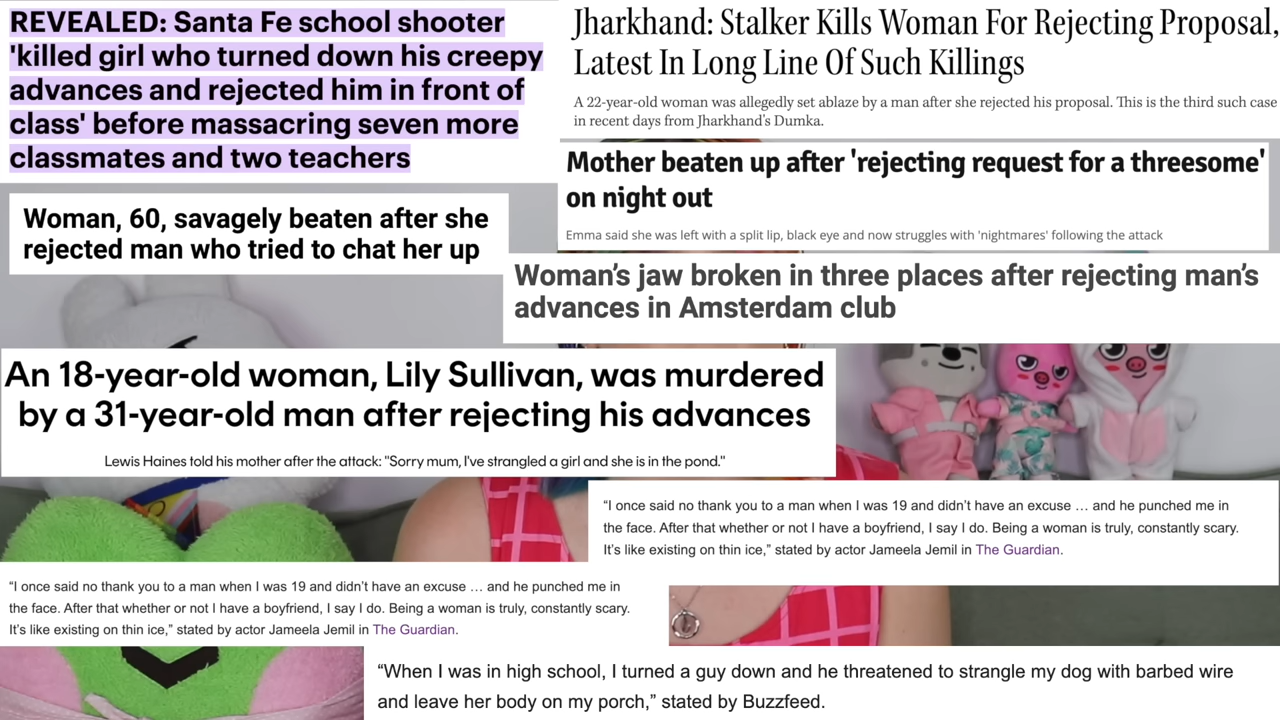 REVEALED: Santa Fe school shooter
'killed girl who turned down his creepy
advances and rejected him in front of
class' before massacring seven more
classmates and two teachers
Jharkhand: Stalker Kills Woman For Rejecting Proposal,
Latest In Long Line Of Such Killings
A 22-year-old woman was allegedly set ablaze by a man after she rejected his proposal. This is the third such case
in recent days from Jharkhand's Dumka.
Mother beaten up after 'rejecting request for a threesome'
on night out
Emma said she was left with a split lip, black eye and now struggles with 'nightmares' following the attack
Woman, 60, savagely beaten after she
rejected man who tried to chat her up
Woman's jaw broken in three places after rejecting man's
advances in Amsterdam club
An 18-year-old woman, Lily Sullivan, was murdered
by a 31-year-old man after rejecting his advances
Lewis Haines told his mother after the attack: "Sorry mum, I've strangled a girl and she is in the pond."
“I once said no thank you to a man when I was 19 and didn’t have an excuse … and he punched me in
the face. After that whether or not I have a boyfriend, I say I do. Being a woman is truly, constantly scary.
It’s like existing on thin ice,” stated by actor Jameela Jemil in The Guardian.
“I once said no thank you to a man when I was 19 and didn’t have an excuse … and he punched me in
the face. After that whether or not I have a boyfriend, I say I do. Being a woman is truly, constantly scary.
It’s like existing on thin ice,” stated by actor Jameela Jemil in The Guardian.
“When I was in high school, I turned a guy down and he threatened to strangle my dog with barbed wire
and leave her body on my porch,” stated by Buzzfeed.